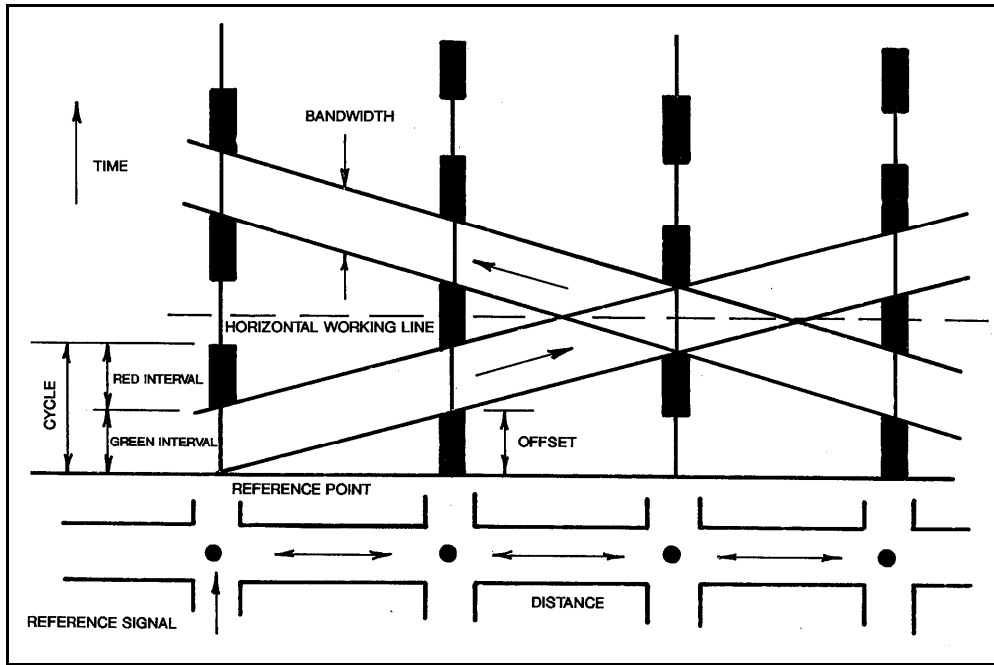 BANDWIDTH
TIME
HORIZONTAL WORKING LINE
CYCLE
RED INTERVAL
GREEN INTERVAL
OFFSET
REFERENCE POINT
DISTANCE
REFERENCE SIGNAL